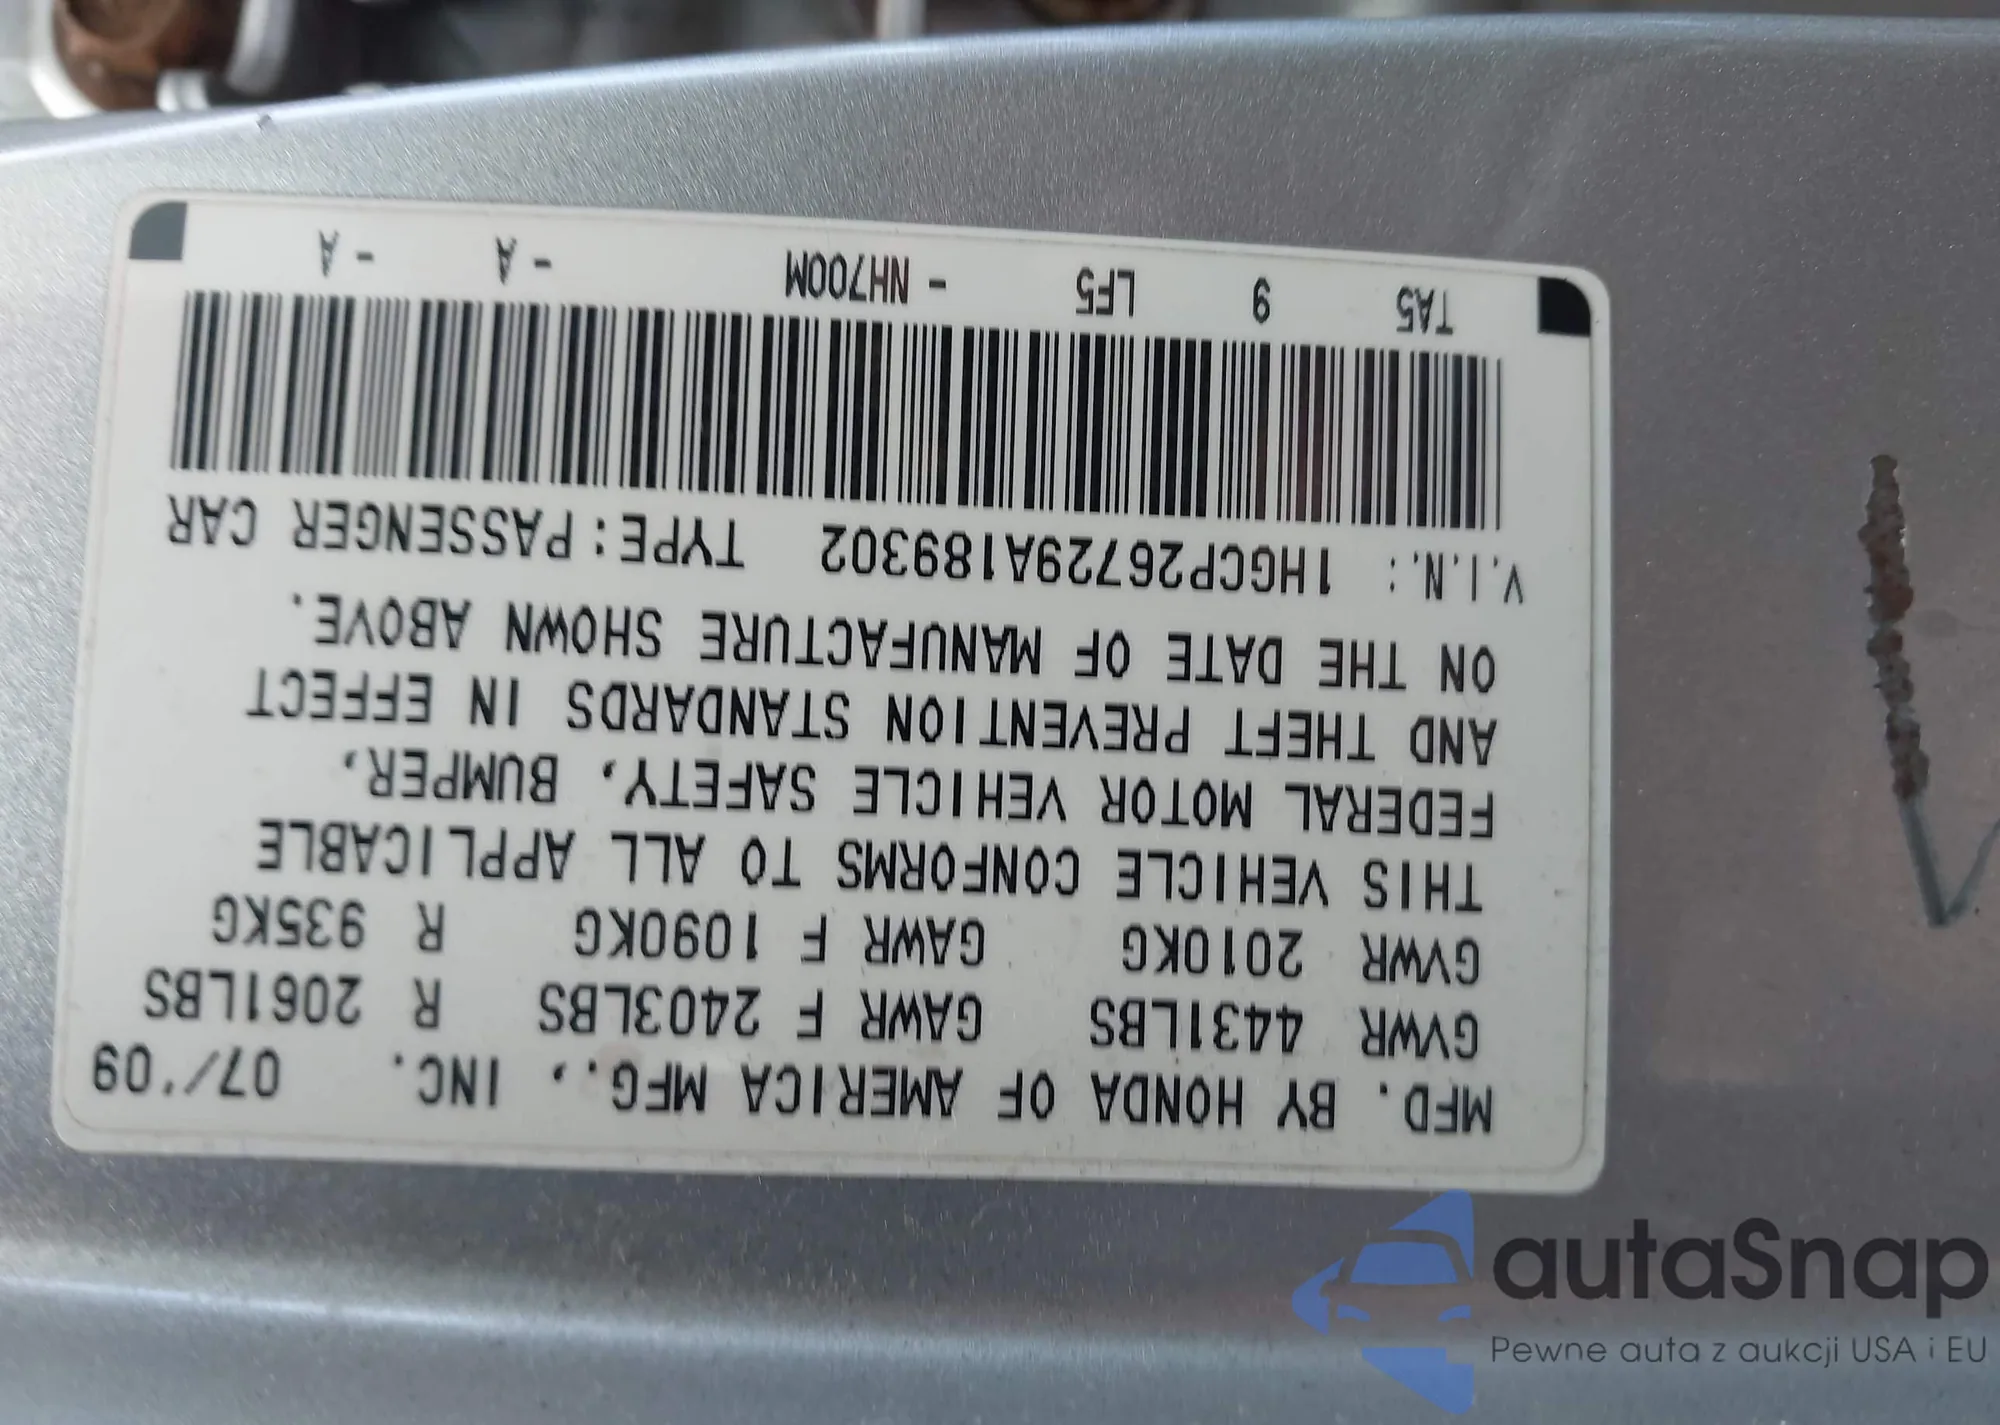 MFD. BY HONDA OF AMERICA MFG., INC. 07/'09
GVWR 4431LBS GAWR F 2403LBS R 2061LBS
GVWR 2010KG GAWR F 1090KG R 935KG
THIS VEHICLE CONFORMS TO ALL APPLICABLE
FEDERAL MOTOR VEHICLE SAFETY, BUMPER,
AND THEFT PREVENTION STANDARDS IN EFFECT
ON THE DATE OF MANUFACTURE SHOWN ABOVE.
V.I.N.: 1HGCP26729A189302 TYPE:PASSENGER CAR
TA5 9 LF5 - NH700M - A - A
autaSnap
Pewne auta z aukcji USA i EU